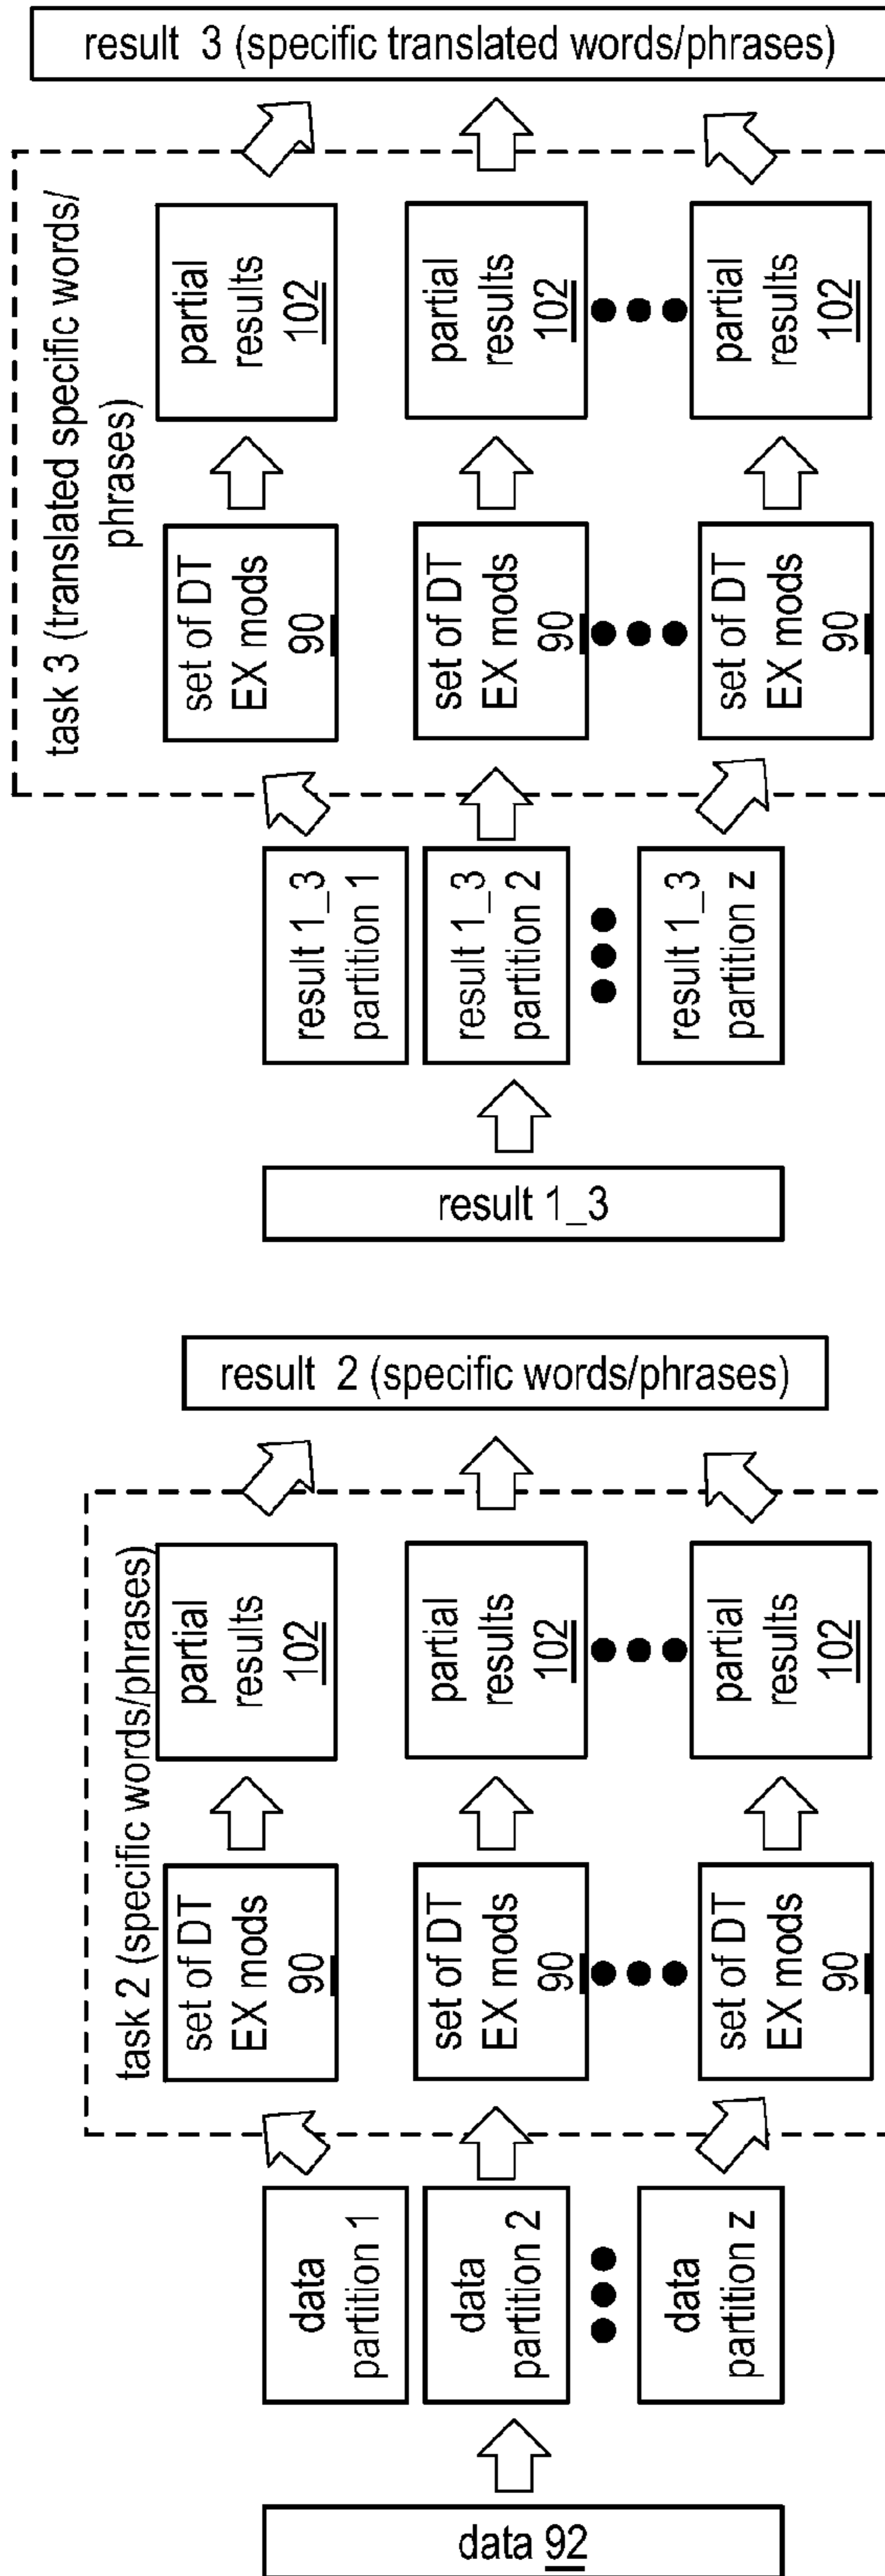 data 92
data
partition 1
data
partition 2
data
partition z
task 2 (specific words/phrases)
set of DT
EX mods
90
set of DT
EX mods
90
set of DT
EX mods
90
partial
results
102
partial
results
102
partial
results
102
result 2 (specific words/phrases)
result 1_3
result 1_3
partition 1
result 1_3
partition 2
result 1_3
partition z
task 3 (translated specific words/
phrases)
set of DT
EX mods
90
set of DT
EX mods
90
set of DT
EX mods
90
partial
results
102
partial
results
102
partial
results
102
result 3 (specific translated words/phrases)